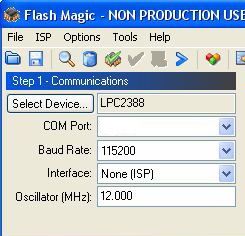 Flash Magic - NON PRODUCTION USE
File ISP Options Tools Help
Step 1 - Communications
Select Device... LPC2388
COM Port:
Baud Rate: 115200
Interface: None (ISP)
Oscillator (MHz): 12.000